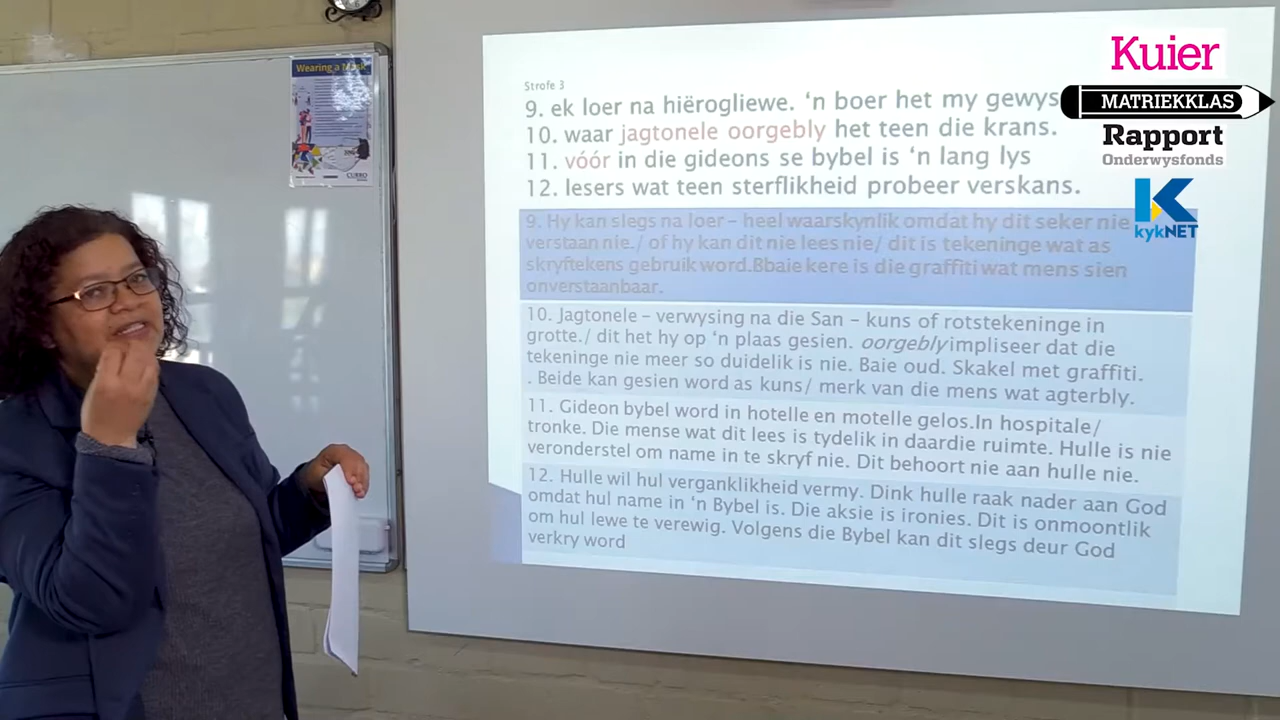 Wearing a Mask
CURRO
Strofe 3
9. ek loer na hiërogliewe. ‘n boer het my gewys
10. waar jagtonele oorgebly het teen die krans.
11. vóór in die gideons se bybel is ‘n lang lys
12. lesers wat teen sterflikheid probeer verskans.
9. Hy kan slegs na loer – heel waarskynlik omdat hy dit seker nie
verstaan nie./ of hy kan dit nie lees nie/ dit is tekeninge wat as
skryftekens gebruik word.Bbaie kere is die graffiti wat mens sien
onverstaanbaar.
10. Jagtonele – verwysing na die San – kuns of rotstekeninge in
grotte./ dit het hy op ‘n plaas gesien. oorgebly impliseer dat die
tekeninge nie meer so duidelik is nie. Baie oud. Skakel met graffiti.
. Beide kan gesien word as kuns/ merk van die mens wat agterbly.
11. Gideon bybel word in hotelle en motelle gelos.In hospitale/
tronke. Die mense wat dit lees is tydelik in daardie ruimte. Hulle is nie
veronderstel om name in te skryf nie. Dit behoort nie aan hulle nie.
12. Hulle wil hul verganklikheid vermy. Dink hulle raak nader aan God
omdat hul name in ‘n Bybel is. Die aksie is ironies. Dit is onmoontlik
om hul lewe te verewig. Volgens die Bybel kan dit slegs deur God
verkry word
Kuier
MATRIEKKLAS
Rapport
Onderwysfonds
kykNET